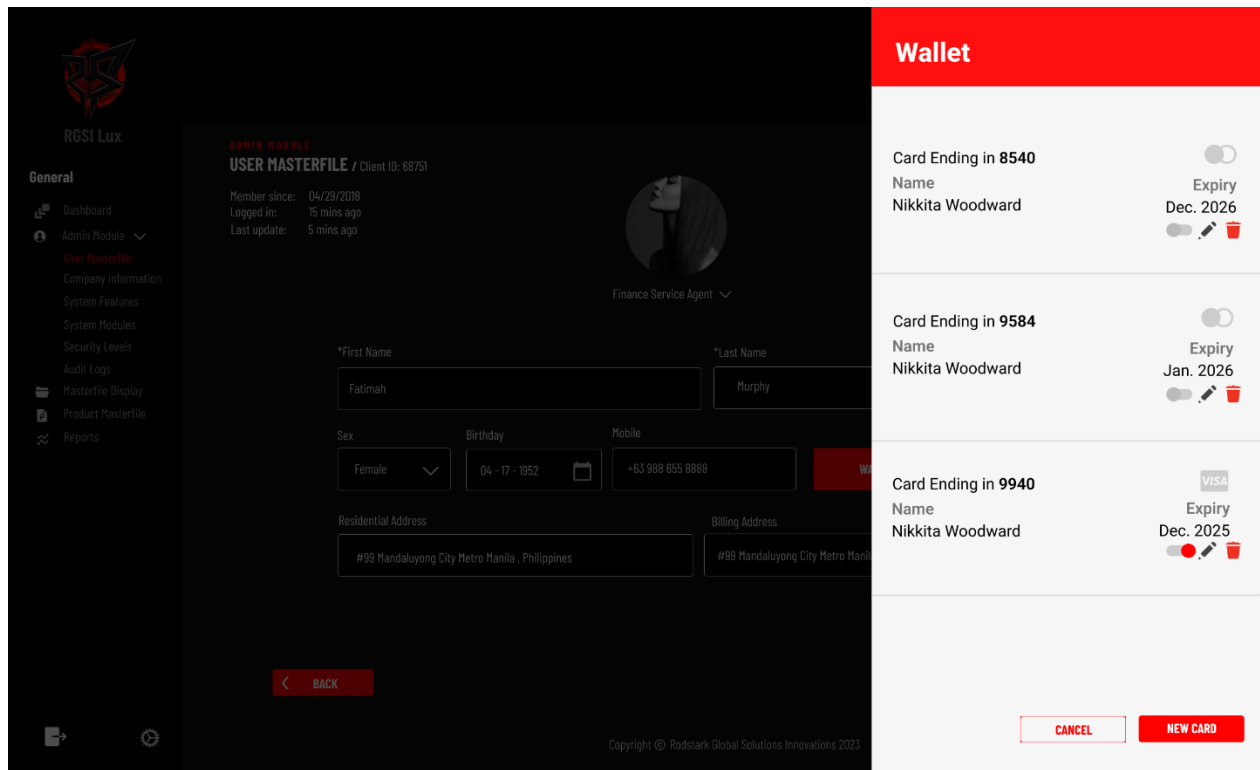 RGSI Lux
General
Dashboard
Admin Module
User Masterfile
Company Information
System Features
System Modules
Security Levels
Audit Logs
Masterfile Display
Product Masterfile
Reports
ADMIN MODULE
USER MASTERFILE / Client ID: 68751
Member since: 04/29/2018
Logged in: 15 mins ago
Last update: 5 mins ago
Finance Service Agent
*First Name *Last Name
Fatimah Murphy
Sex Birthday Mobile
Female 04 - 17 - 1952 +63 988 655 8888 WA
Residential Address Billing Address
#99 Mandaluyong City Metro Manila , Philippines #99 Mandaluyong City Metro Manil
BACK
Copyright © Rodstark Global Solutions Innovations 2023
Wallet
Card Ending in 8540
Name Expiry
Nikkita Woodward Dec. 2026
Card Ending in 9584
Name Expiry
Nikkita Woodward Jan. 2026
Card Ending in 9940 VISA
Name Expiry
Nikkita Woodward Dec. 2025
CANCEL NEW CARD